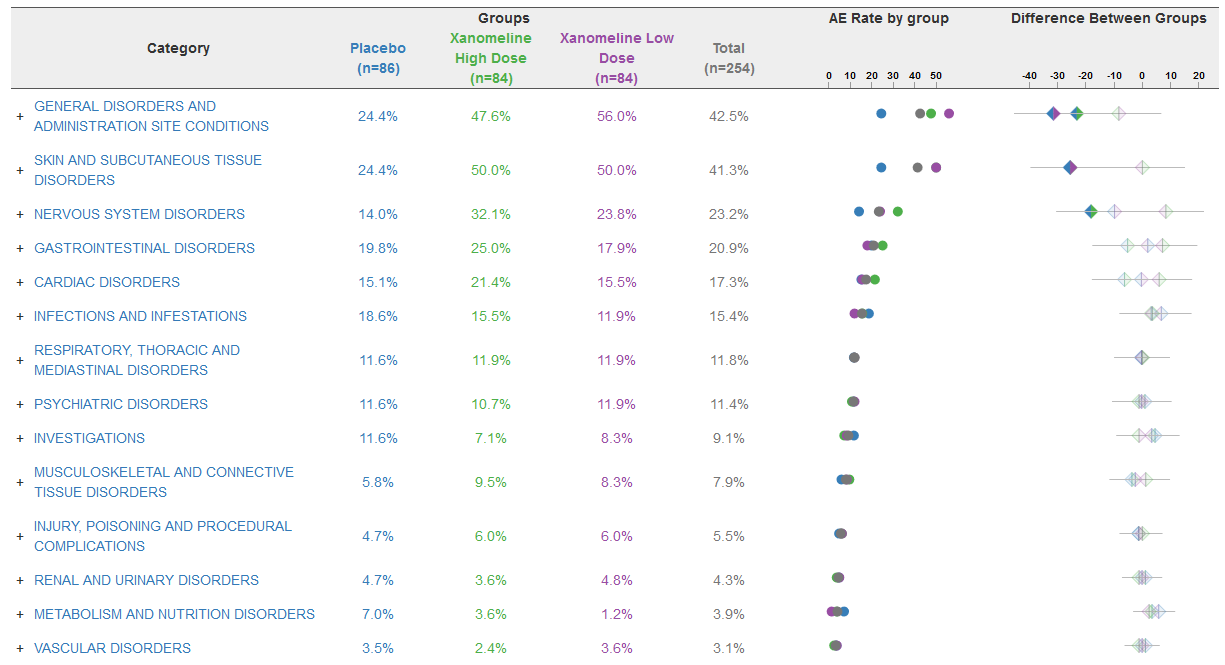 Groups
AE Rate by group
Difference Between Groups
Category
Placebo
(n=86)
Xanomeline
High Dose
(n=84)
Xanomeline Low
Dose
(n=84)
Total
(n=254)
0 10 20 30 40 50
-40 -30 -20 -10 0 10 20
+ GENERAL DISORDERS AND
ADMINISTRATION SITE CONDITIONS
24.4% 47.6% 56.0% 42.5%
+ SKIN AND SUBCUTANEOUS TISSUE
DISORDERS
24.4% 50.0% 50.0% 41.3%
+ NERVOUS SYSTEM DISORDERS 14.0% 32.1% 23.8% 23.2%
+ GASTROINTESTINAL DISORDERS 19.8% 25.0% 17.9% 20.9%
+ CARDIAC DISORDERS 15.1% 21.4% 15.5% 17.3%
+ INFECTIONS AND INFESTATIONS 18.6% 15.5% 11.9% 15.4%
+ RESPIRATORY, THORACIC AND
MEDIASTINAL DISORDERS
11.6% 11.9% 11.9% 11.8%
+ PSYCHIATRIC DISORDERS 11.6% 10.7% 11.9% 11.4%
+ INVESTIGATIONS 11.6% 7.1% 8.3% 9.1%
+ MUSCULOSKELETAL AND CONNECTIVE
TISSUE DISORDERS
5.8% 9.5% 8.3% 7.9%
+ INJURY, POISONING AND PROCEDURAL
COMPLICATIONS
4.7% 6.0% 6.0% 5.5%
+ RENAL AND URINARY DISORDERS 4.7% 3.6% 4.8% 4.3%
+ METABOLISM AND NUTRITION DISORDERS 7.0% 3.6% 1.2% 3.9%
+ VASCULAR DISORDERS 3.5% 2.4% 3.6% 3.1%